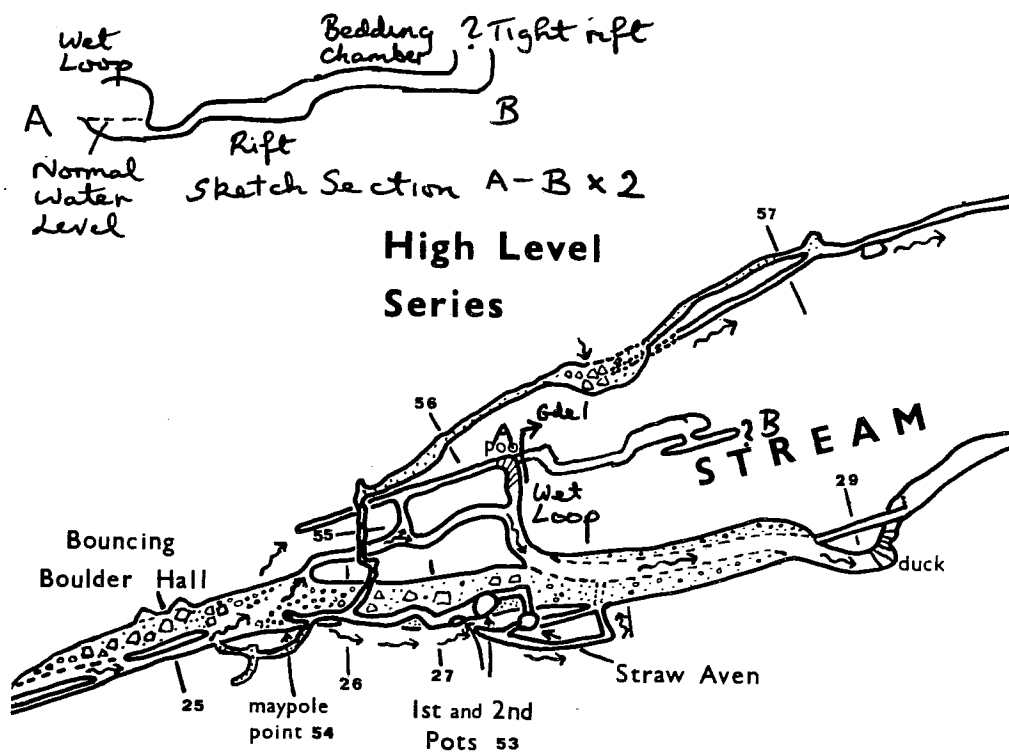 Wet
Loop
Bedding
Chamber
? Tight rift
A
B
Rift
Normal
Water
Level
Sketch Section A - B x 2
High Level
Series
57
56
A
poo
? B
STREAM
Wet
Loop
29
duck
55
Bouncing
Boulder Hall
25
26
27
maypole
point 54
1st and 2nd
Pots 53
Straw Aven